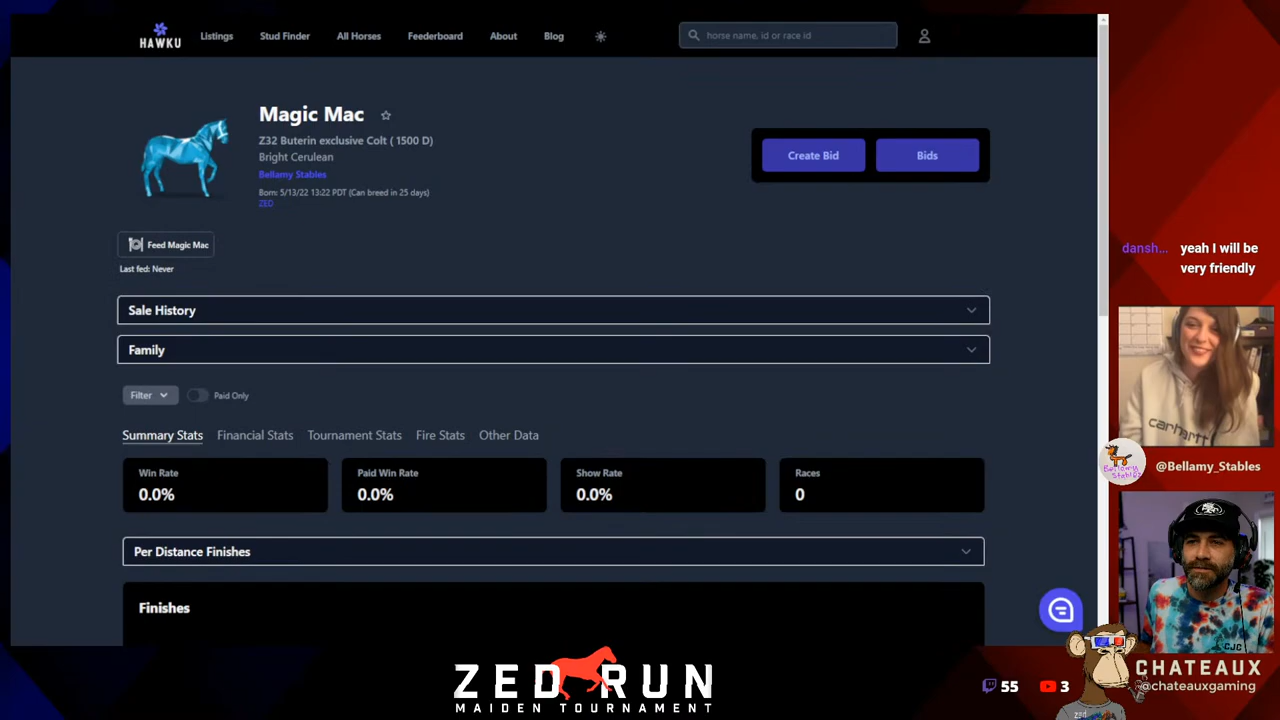 HAWKU
Listings
Stud Finder
All Horses
Feederboard
About
Blog
horse name, id or race id
Magic Mac
Z32 Buterin exclusive Colt ( 1500 D)
Bright Cerulean
Bellamy Stables
Born: 5/13/22 13:22 PDT (Can breed in 25 days)
ZED
Create Bid
Bids
Feed Magic Mac
Last fed: Never
Sale History
Family
Filter
Paid Only
Summary Stats
Financial Stats
Tournament Stats
Fire Stats
Other Data
Win Rate
0.0%
Paid Win Rate
0.0%
Show Rate
0.0%
Races
0
Per Distance Finishes
Finishes
dansh... yeah I will be
very friendly
carhartt
Bellamy
Stables
@Bellamy_Stables
CJC
ZED RUN
MAIDEN TOURNAMENT
55
3
CHATEAUX
@chateauxgaming